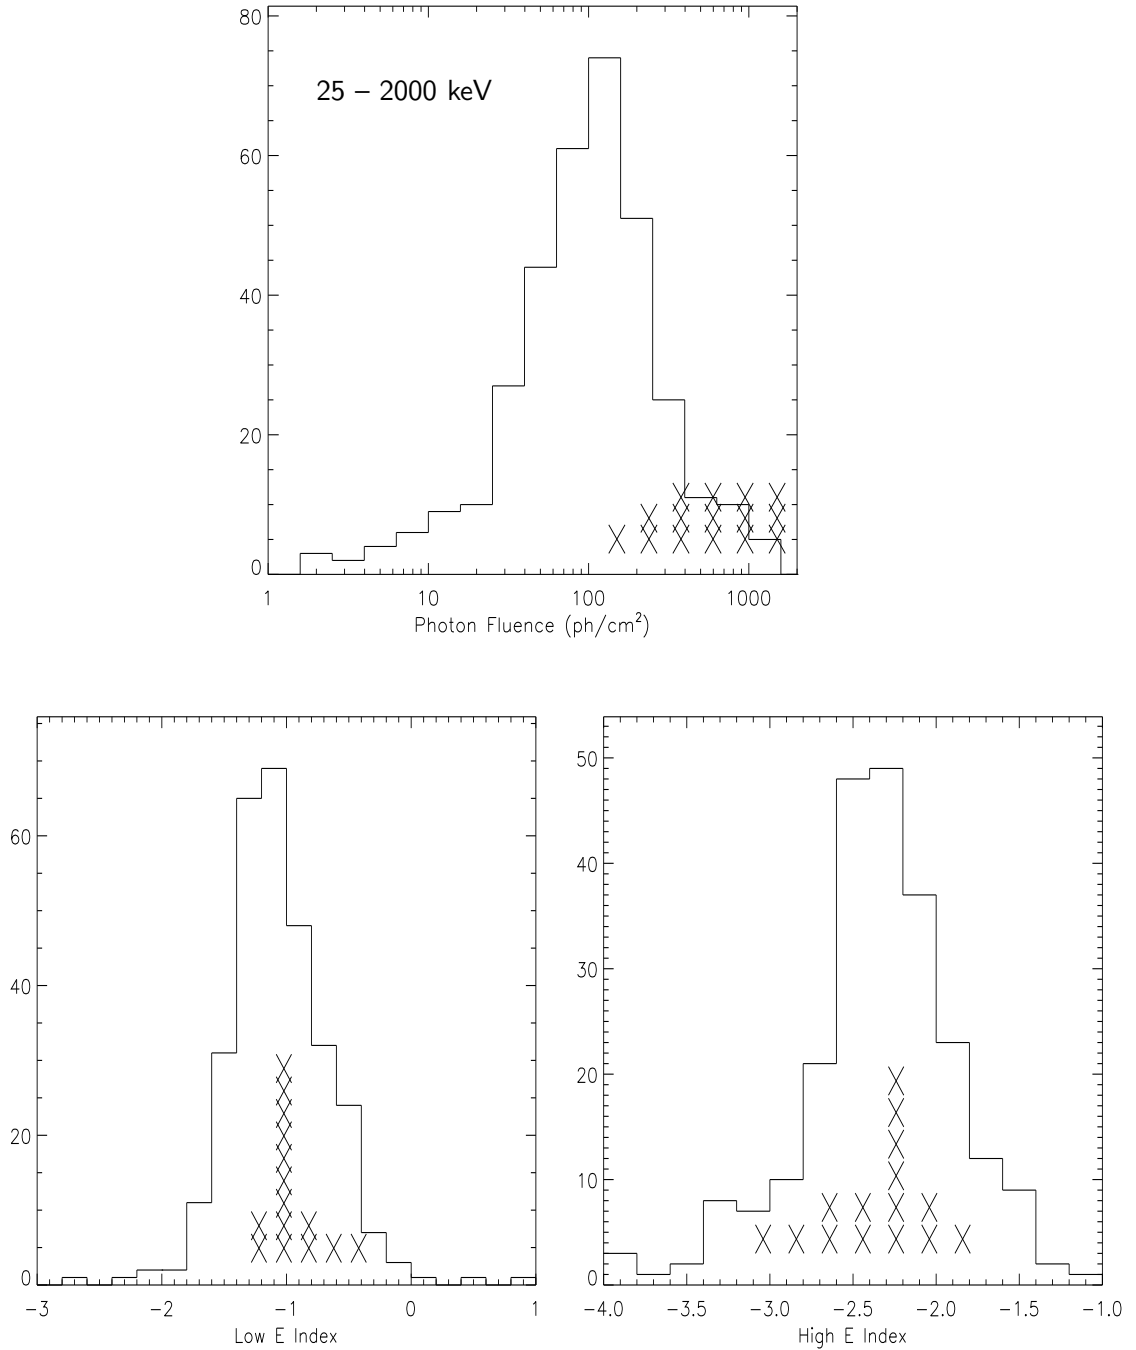 80
25 – 2000 keV
60
40
20
0
1 10 100 1000
Photon Fluence (ph/cm²)
60
40
20
0
-3 -2 -1 0 1
Low E Index
50
40
30
20
10
0
-4.0 -3.5 -3.0 -2.5 -2.0 -1.5 -1.0
High E Index